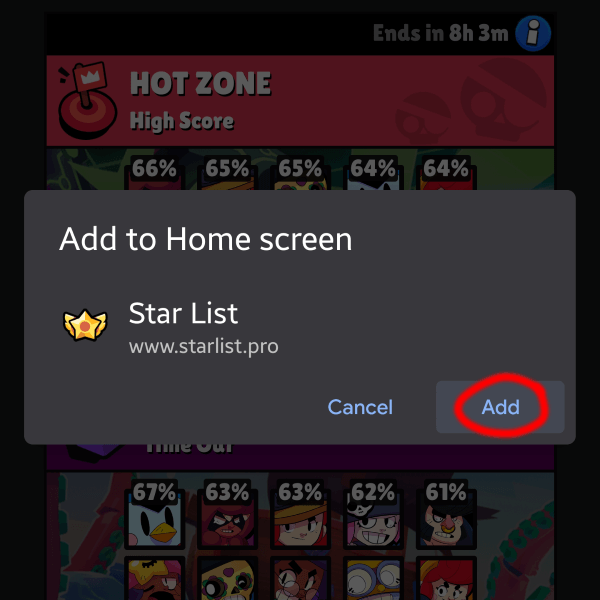 Ends in 8h 3m
HOT ZONE
High Score
66% 65% 65% 64% 64%
Add to Home screen
Star List
www.starlist.pro
Cancel Add
Time Out
67% 63% 63% 62% 61%